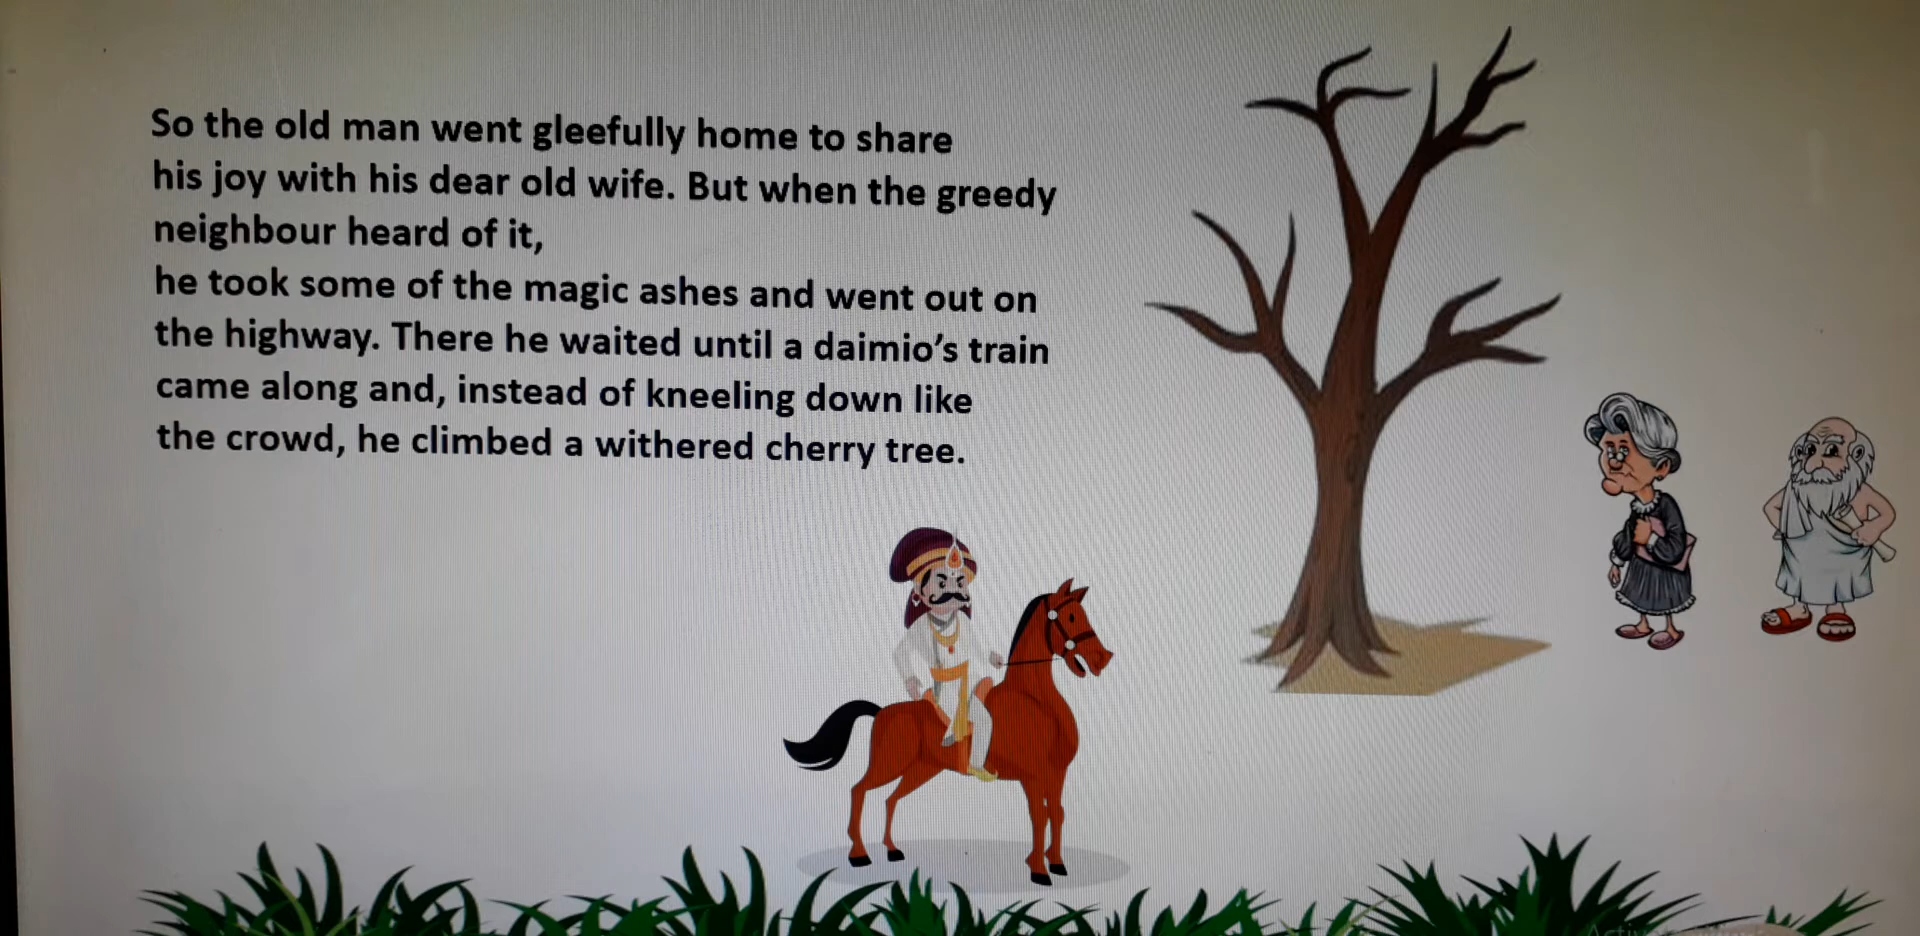 So the old man went gleefully home to share
his joy with his dear old wife. But when the greedy
neighbour heard of it,
he took some of the magic ashes and went out on
the highway. There he waited until a daimio’s train
came along and, instead of kneeling down like
the crowd, he climbed a withered cherry tree.